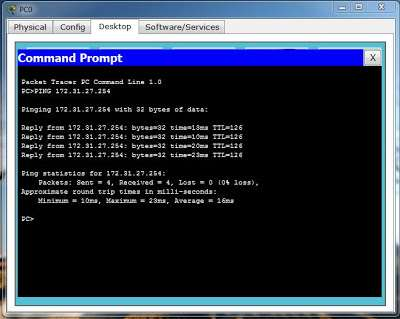 PC0
Physical Config Desktop Software/Services
Command Prompt X
Packet Tracer PC Command Line 1.0
PC>PING 172.31.27.254
Pinging 172.31.27.254 with 32 bytes of data:
Reply from 172.31.27.254: bytes=32 time=13ms TTL=126
Reply from 172.31.27.254: bytes=32 time=10ms TTL=126
Reply from 172.31.27.254: bytes=32 time=20ms TTL=126
Reply from 172.31.27.254: bytes=32 time=23ms TTL=126
Ping statistics for 172.31.27.254:
Packets: Sent = 4, Received = 4, Lost = 0 (0% loss),
Approximate round trip times in milli-seconds:
Minimum = 10ms, Maximum = 23ms, Average = 16ms
PC>